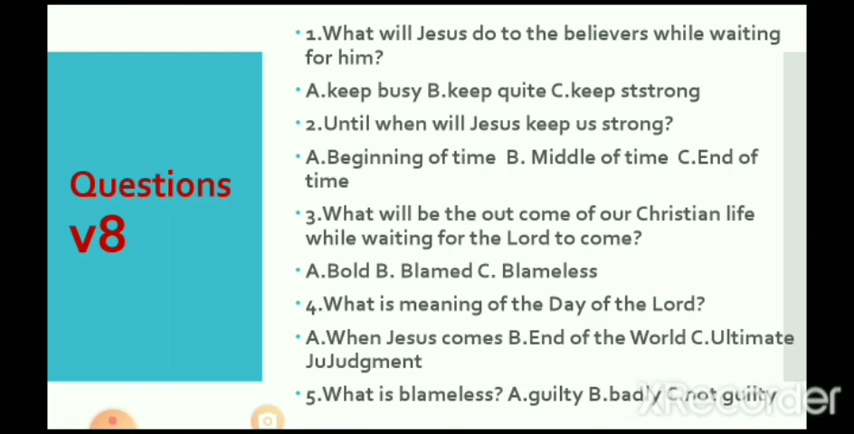 Questions
v8
• 1.What will Jesus do to the believers while waiting
for him?
• A.keep busy B.keep quite C.keep ststrong
• 2.Until when will Jesus keep us strong?
• A.Beginning of time B. Middle of time C.End of
time
• 3.What will be the out come of our Christian life
while waiting for the Lord to come?
• A.Bold B. Blamed C. Blameless
• 4.What is meaning of the Day of the Lord?
• A.When Jesus comes B.End of the World C.Ultimate
JuJudgment
• 5.What is blameless? A.guilty B.badly C.not guilty
XRecorder